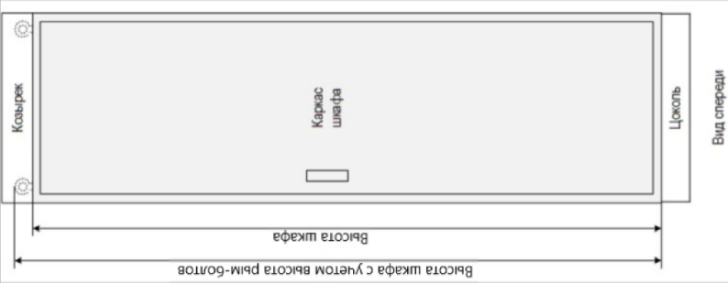 Козырек
Каркас
шкафа
Цоколь
Вид спереди
Высота шкафа
Высота шкафа с учетом высота рым-болтов